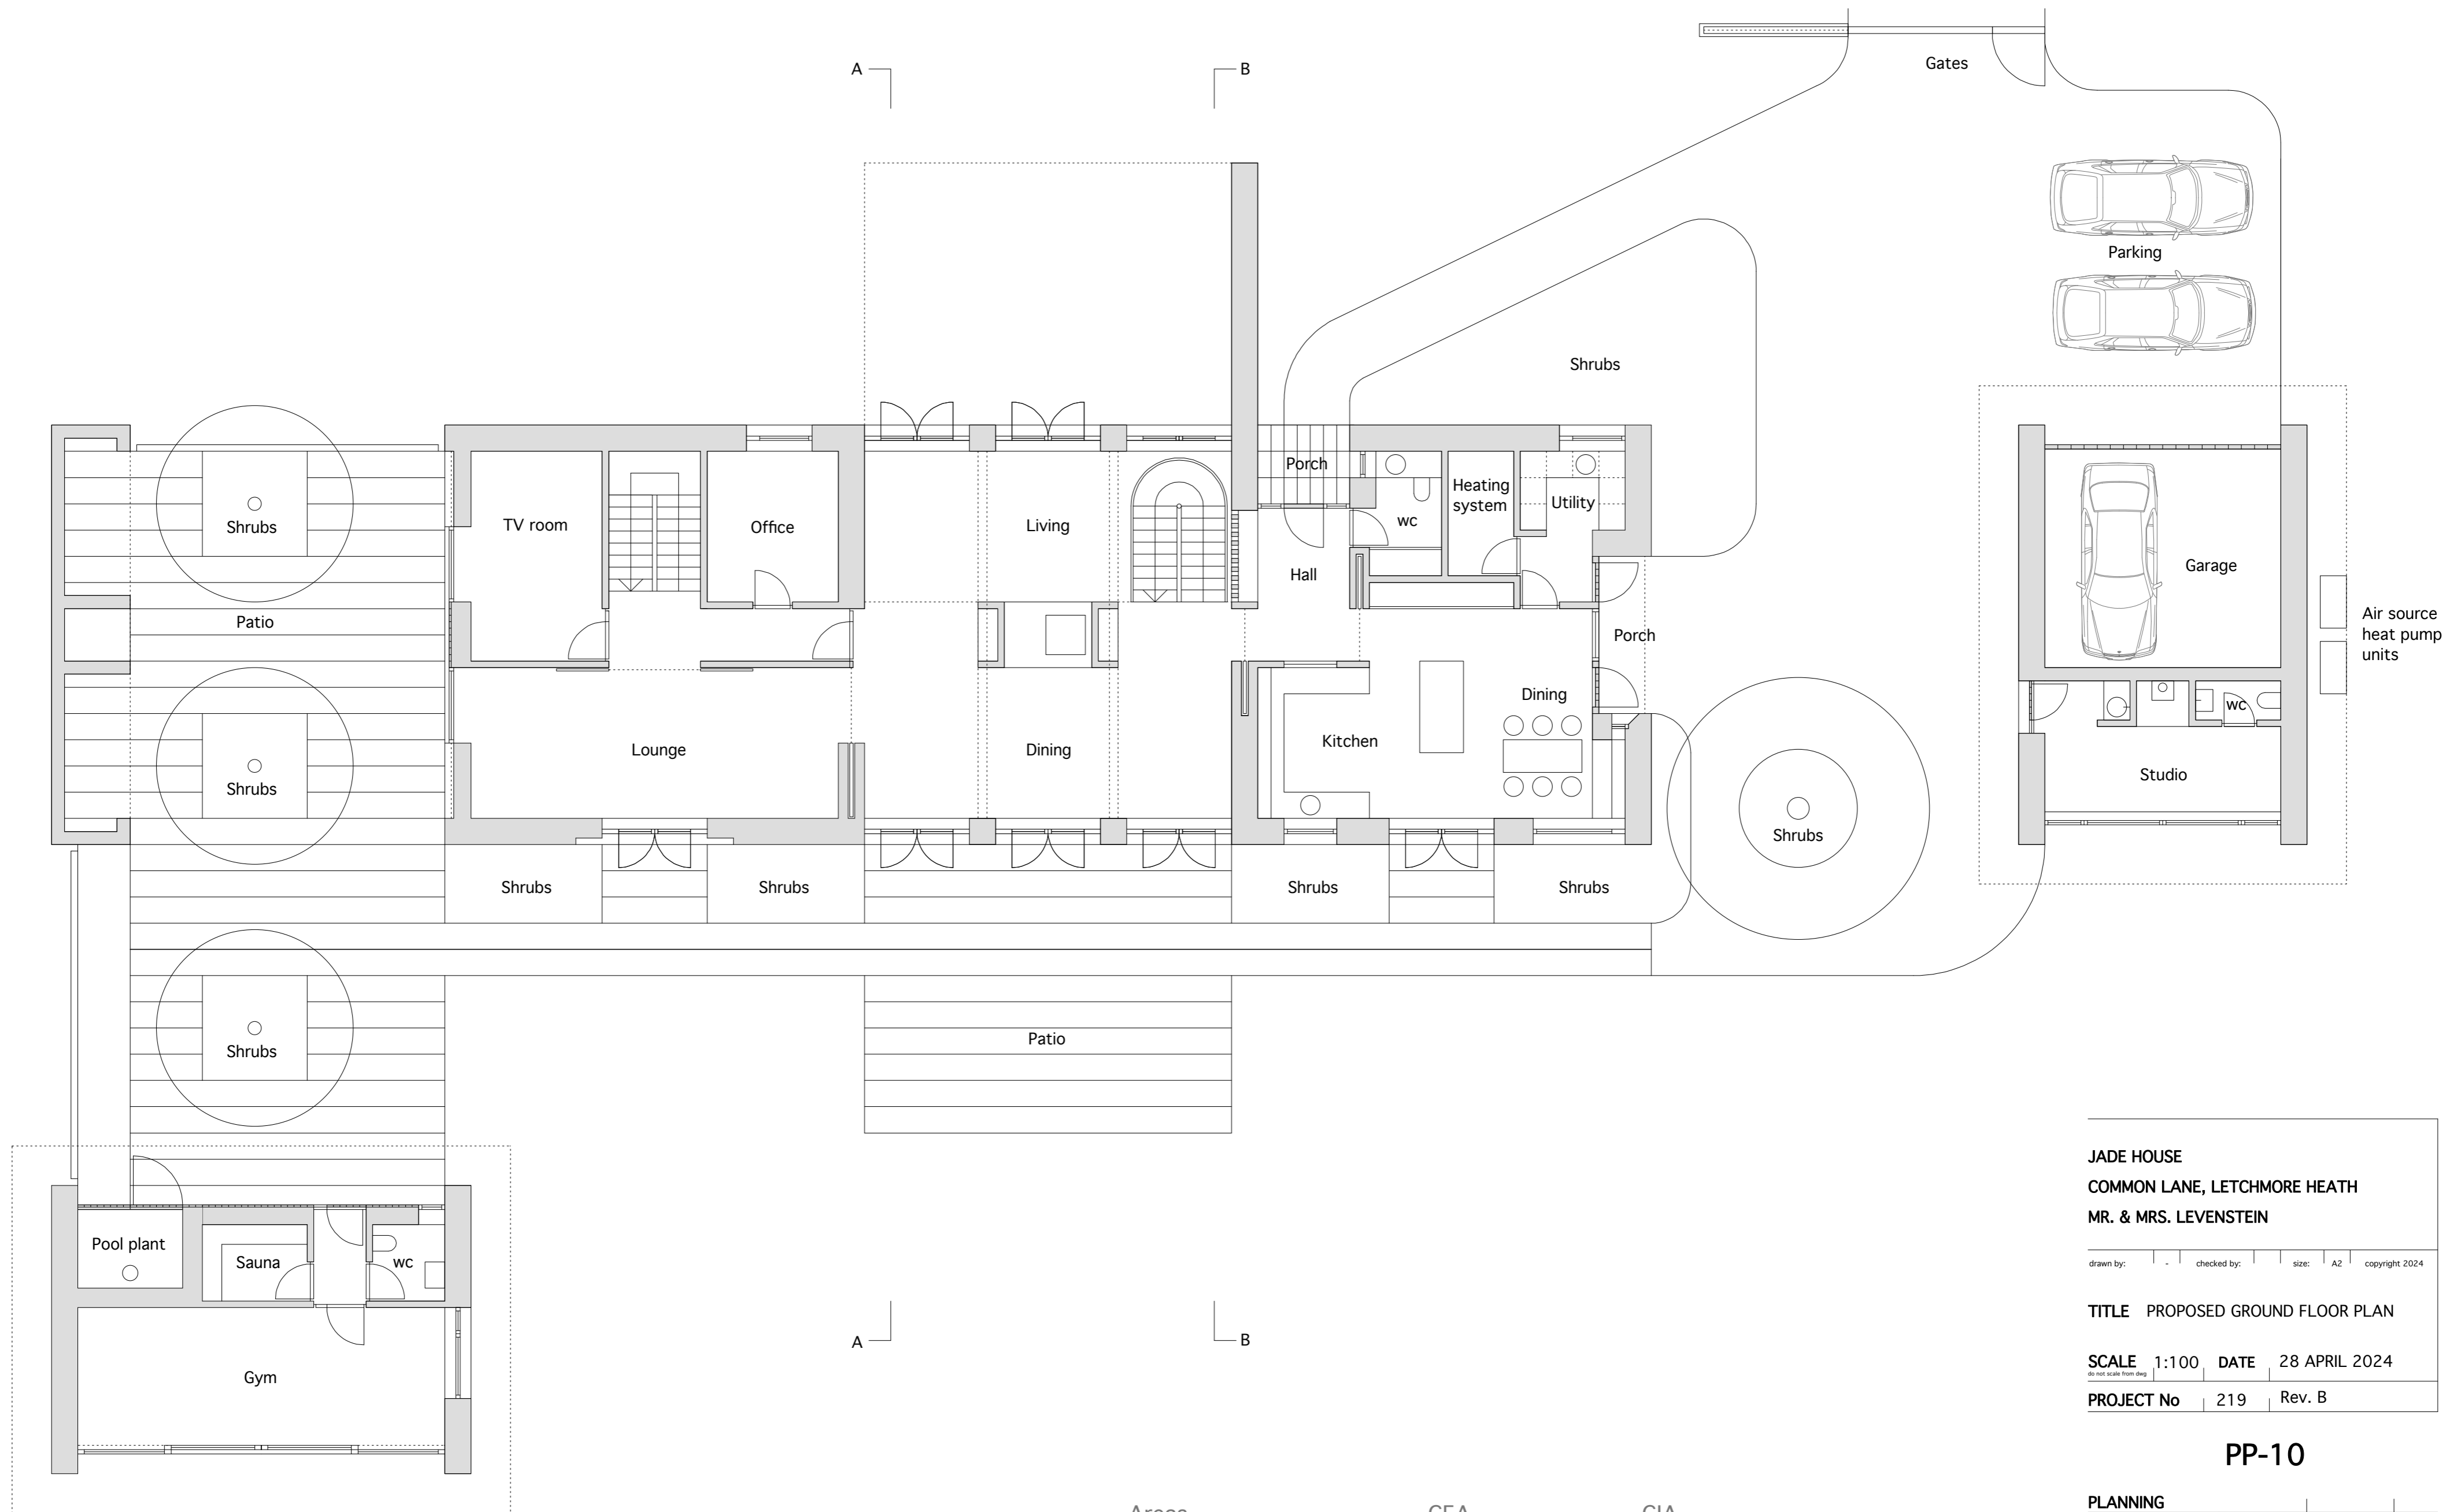 A
B
Gates
Parking
Shrubs
Porch
Heating
system
Utility
wc
TV room
Office
Living
Hall
Shrubs
Patio
Garage
Air source
heat pump
units
Porch
Dining
wc
Kitchen
Lounge
Dining
Studio
Shrubs
Shrubs
Shrubs
Shrubs
Shrubs
Shrubs
Patio
Shrubs
Pool plant
Sauna
wc
Gym
A
B
JADE HOUSE
COMMON LANE, LETCHMORE HEATH
MR. & MRS. LEVENSTEIN
drawn by: - checked by: size: A2 copyright 2024
TITLE PROPOSED GROUND FLOOR PLAN
SCALE 1:100 DATE 28 APRIL 2024
do not scale from dwg
PROJECT No 219 Rev. B
PP-10
PLANNING